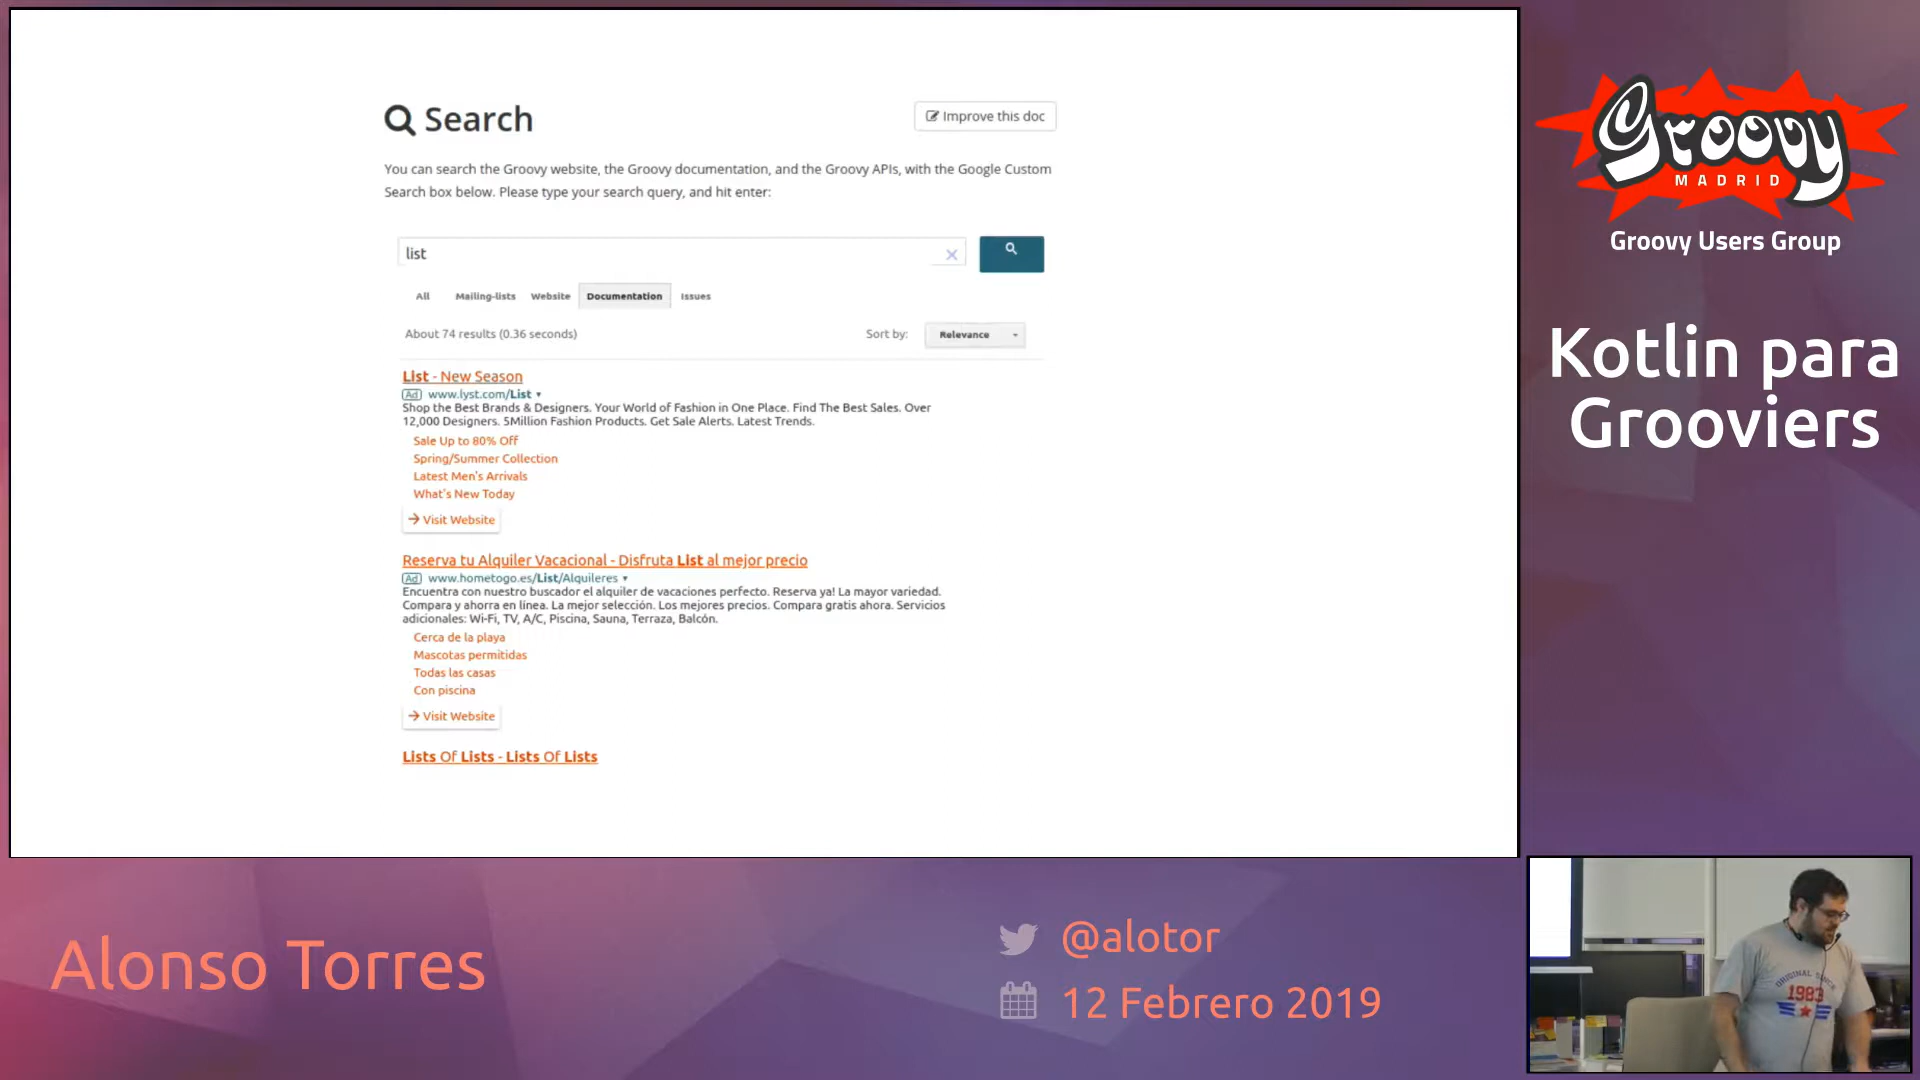 Search
Improve this doc
You can search the Groovy website, the Groovy documentation, and the Groovy APIs, with the Google Custom
Search box below. Please type your search query, and hit enter:
list
All Mailing-lists Website Documentation Issues
About 74 results (0.36 seconds)
Sort by: Relevance
List - New Season
Ad www.lyst.com/List
Shop the Best Brands & Designers. Your World of Fashion in One Place. Find The Best Sales. Over
12,000 Designers. 5Million Fashion Products. Get Sale Alerts. Latest Trends.
Sale Up to 80% Off
Spring/Summer Collection
Latest Men's Arrivals
What's New Today
Visit Website
Reserva tu Alquiler Vacacional - Disfruta List al mejor precio
Ad www.hometogo.es/List/Alquileres
Encuentra con nuestro buscador el alquiler de vacaciones perfecto. Reserva ya! La mayor variedad.
Compara y ahorra en línea. La mejor selección. Los mejores precios. Compara gratis ahora. Servicios
adicionales: Wi-Fi, TV, A/C, Piscina, Sauna, Terraza, Balcón.
Cerca de la playa
Mascotas permitidas
Todas las casas
Con piscina
Visit Website
Lists Of Lists - Lists Of Lists
Groovy
MADRID
Groovy Users Group
Kotlin para
Grooviers
Alonso Torres
@alotor
12 Febrero 2019
ORIGINAL SINCE
1983